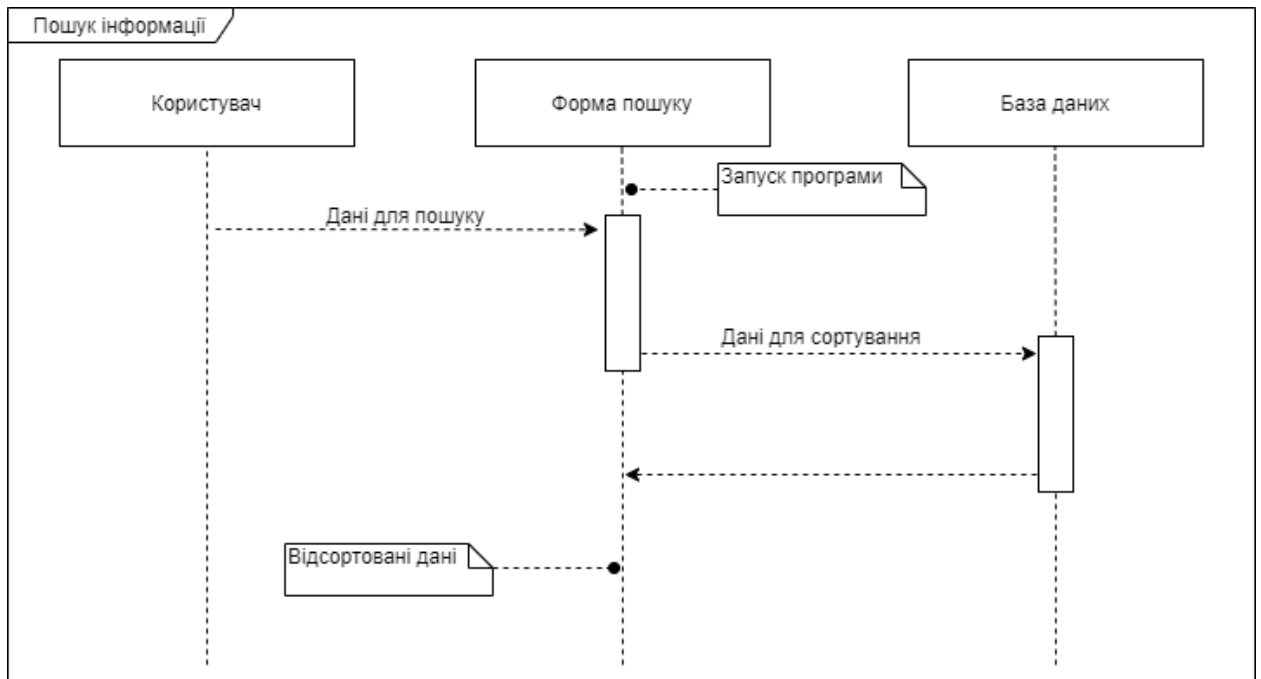 Пошук інформації
Користувач
Форма пошуку
База даних
Запуск програми
Дані для пошуку
Дані для сортування
Відсортовані дані